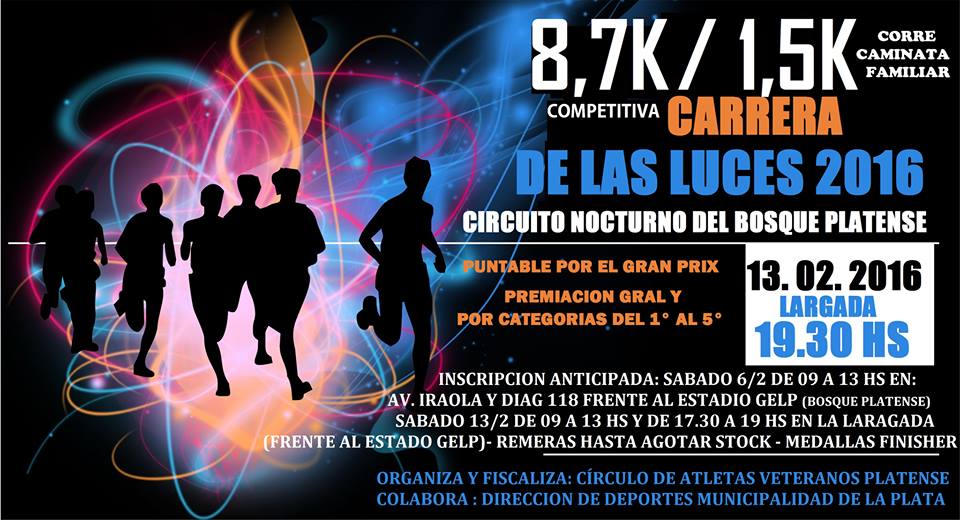 8,7K / 1,5K CORRE CAMINATA FAMILIAR
COMPETITIVA CARRERA
DE LAS LUCES 2016
CIRCUITO NOCTURNO DEL BOSQUE PLATENSE
PUNTABLE POR EL GRAN PRIX
PREMIACION GRAL Y
POR CATEGORIAS DEL 1° AL 5°
13. 02. 2016
LARGADA
19.30 HS
INSCRIPCION ANTICIPADA: SABADO 6/2 DE 09 A 13 HS EN:
AV. IRAOLA Y DIAG 118 FRENTE AL ESTADIO GELP (BOSQUE PLATENSE)
SABADO 13/2 DE 09 A 13 HS Y DE 17.30 A 19 HS EN LA LARAGADA
(FRENTE AL ESTADO GELP)- REMERAS HASTA AGOTAR STOCK - MEDALLAS FINISHER
ORGANIZA Y FISCALIZA: CÍRCULO DE ATLETAS VETERANOS PLATENSE
COLABORA : DIRECCION DE DEPORTES MUNICIPALIDAD DE LA PLATA